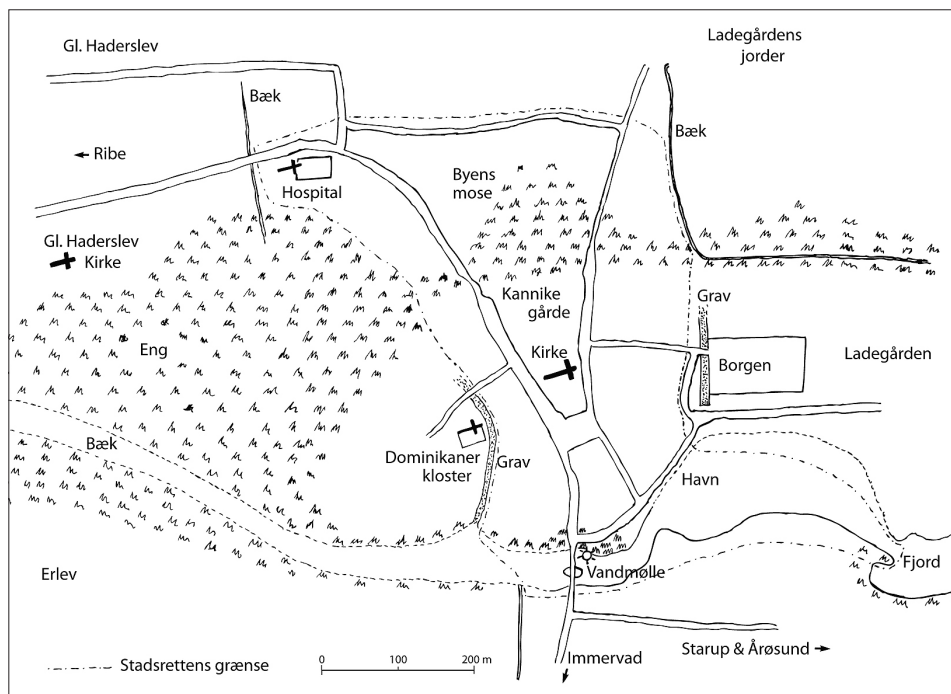 Gl. Haderslev
Ladegårdens
jorder
Bæk
Bæk
← Ribe
Byens
mose
Hospital
Gl. Haderslev
Kirke
Kannike
gårde
Grav
Eng
Kirke
Borgen
Ladegården
Bæk
Dominikaner
kloster
Grav
Havn
Erlev
Vandmølle
Fjord
Stadsrettens grænse
0 100 200 m
Immervad
Starup & Årøsund →